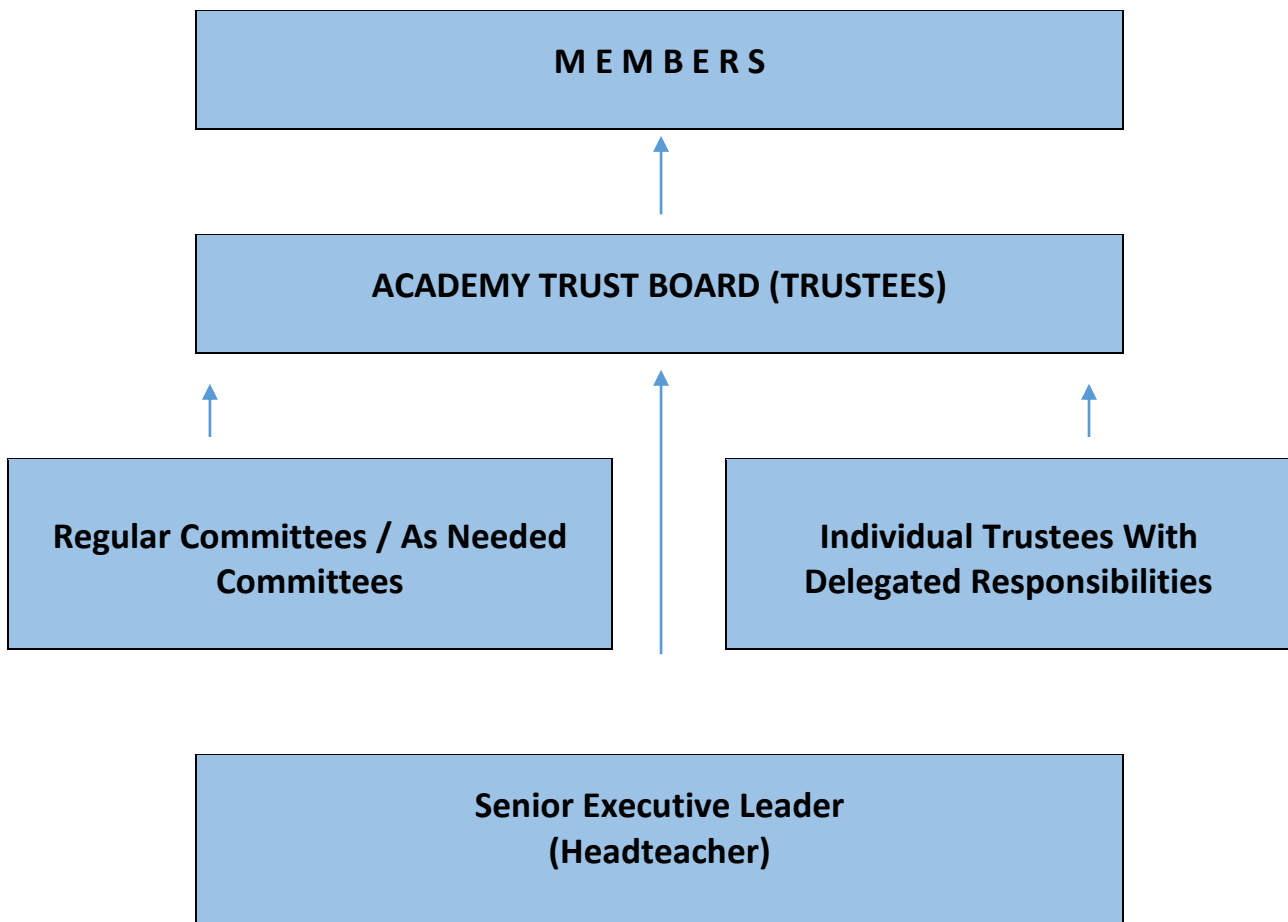 M E M B E R S
ACADEMY TRUST BOARD (TRUSTEES)
Regular Committees / As Needed
Committees
Individual Trustees With
Delegated Responsibilities
Senior Executive Leader
(Headteacher)